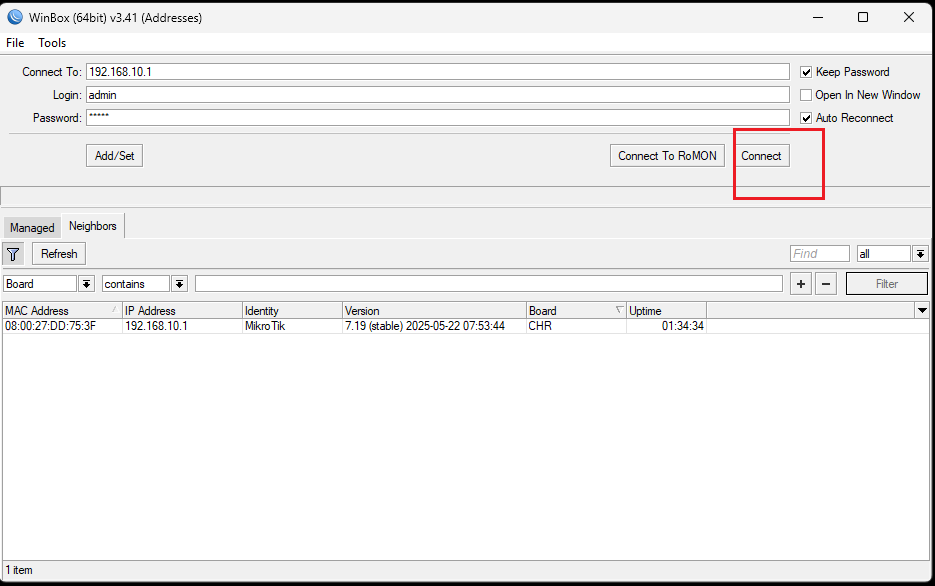 WinBox (64bit) v3.41 (Addresses)
File Tools
Connect To: 192.168.10.1 Keep Password
Login: admin Open In New Window
Password: ***** Auto Reconnect
Add/Set Connect To RoMON Connect
Managed Neighbors
Refresh Find all
Board contains + − Filter
MAC Address IP Address Identity Version Board Uptime
08:00:27:DD:75:3F 192.168.10.1 MikroTik 7.19 (stable) 2025-05-22 07:53:44 CHR 01:34:34
1 item